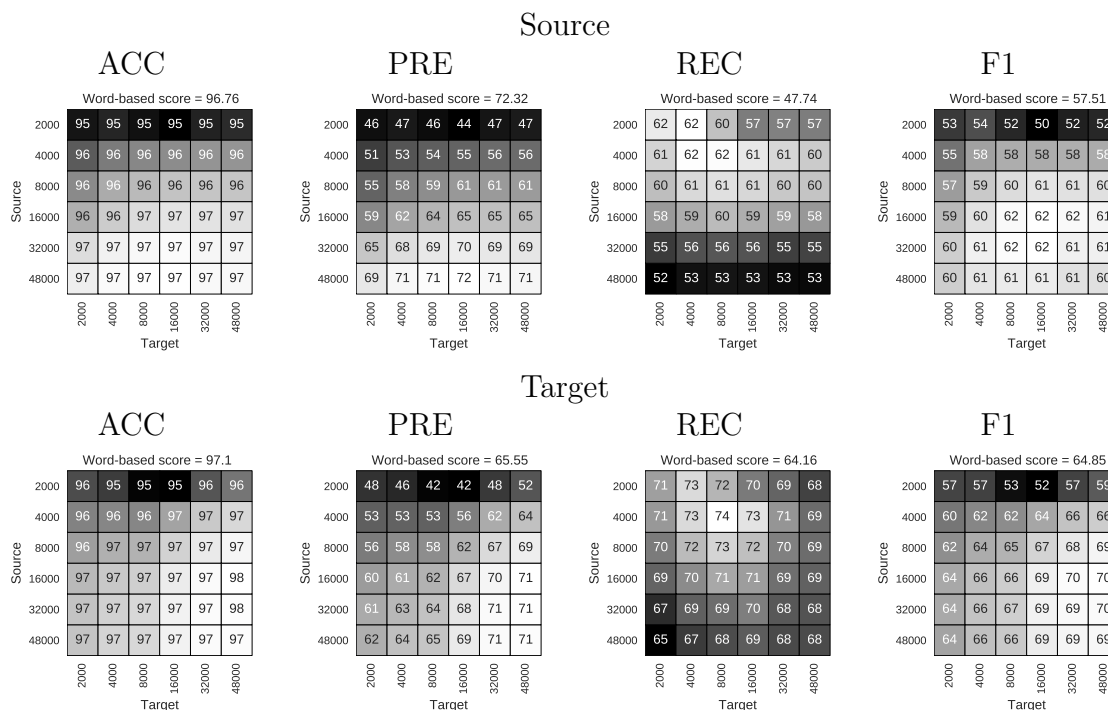 Source
ACC PRE REC F1
Word-based score = 96.76 Word-based score = 72.32 Word-based score = 47.74 Word-based score = 57.51
2000 95 95 95 95 95 95 2000 46 47 46 44 47 47 2000 62 62 60 57 57 57 2000 53 54 52 50 52 52
4000 96 96 96 96 96 96 4000 51 53 54 55 56 56 4000 61 62 62 61 61 60 4000 55 58 58 58 58 58
8000 96 96 96 96 96 96 8000 55 58 59 61 61 61 8000 60 61 61 61 60 60 8000 57 59 60 61 61 60
16000 96 96 97 97 97 97 16000 59 62 64 65 65 65 16000 58 59 60 59 59 58 16000 59 60 62 62 62 61
32000 97 97 97 97 97 97 32000 65 68 69 70 69 69 32000 55 56 56 56 55 55 32000 60 61 62 62 61 61
48000 97 97 97 97 97 97 48000 69 71 71 72 71 71 48000 52 53 53 53 53 53 48000 60 61 61 61 61 60
Source Source Source Source
2000 4000 8000 16000 32000 48000 2000 4000 8000 16000 32000 48000 2000 4000 8000 16000 32000 48000 2000 4000 8000 16000 32000 48000
Target Target Target Target
Target
ACC PRE REC F1
Word-based score = 97.1 Word-based score = 65.55 Word-based score = 64.16 Word-based score = 64.85
2000 96 95 95 95 96 96 2000 48 46 42 42 48 52 2000 71 73 72 70 69 68 2000 57 57 53 52 57 59
4000 96 96 96 97 97 97 4000 53 53 53 56 62 64 4000 71 73 74 73 71 69 4000 60 62 62 64 66 66
8000 96 97 97 97 97 97 8000 56 58 58 62 67 69 8000 70 72 73 72 70 69 8000 62 64 65 67 68 69
16000 97 97 97 97 97 98 16000 60 61 62 67 70 71 16000 69 70 71 71 69 69 16000 64 66 66 69 70 70
32000 97 97 97 97 97 98 32000 61 63 64 68 71 71 32000 67 69 69 70 68 68 32000 64 66 67 69 69 70
48000 97 97 97 97 97 97 48000 62 64 65 69 71 71 48000 65 67 68 69 68 68 48000 64 66 66 69 69 69
Source Source Source Source
2000 4000 8000 16000 32000 48000 2000 4000 8000 16000 32000 48000 2000 4000 8000 16000 32000 48000 2000 4000 8000 16000 32000 48000
Target Target Target Target